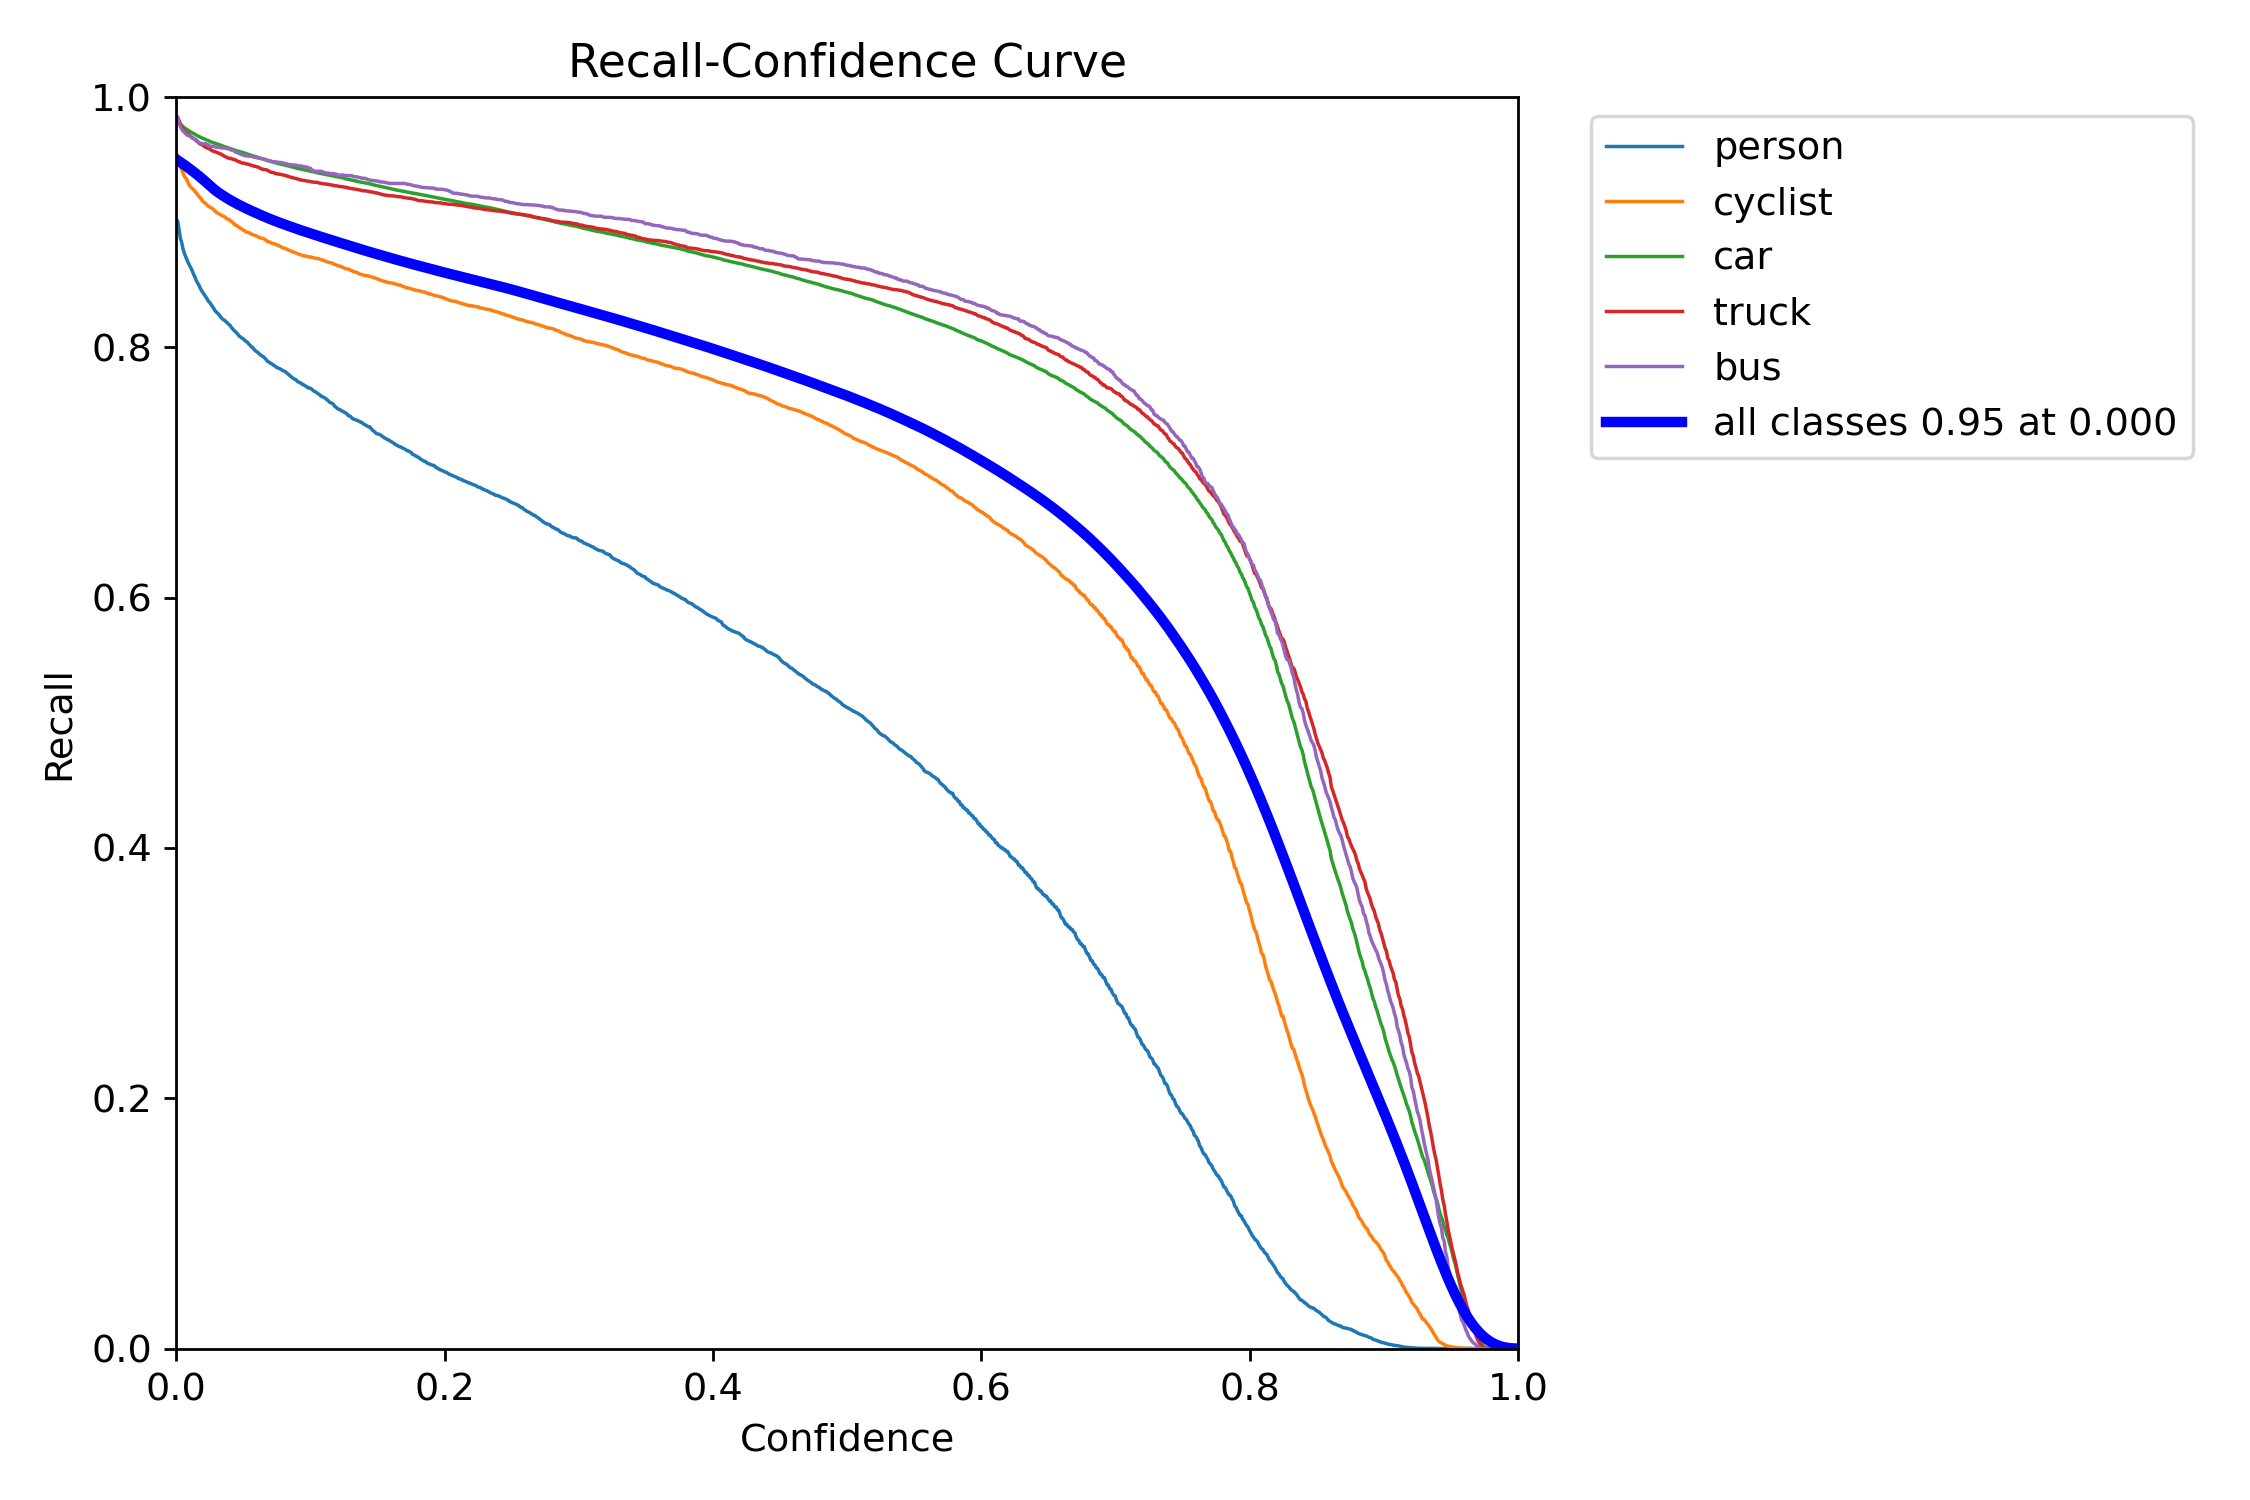 Recall-Confidence Curve
1.0
0.8
0.6
0.4
0.2
0.0
Recall
0.0 0.2 0.4 0.6 0.8 1.0
Confidence
person
cyclist
car
truck
bus
all classes 0.95 at 0.000